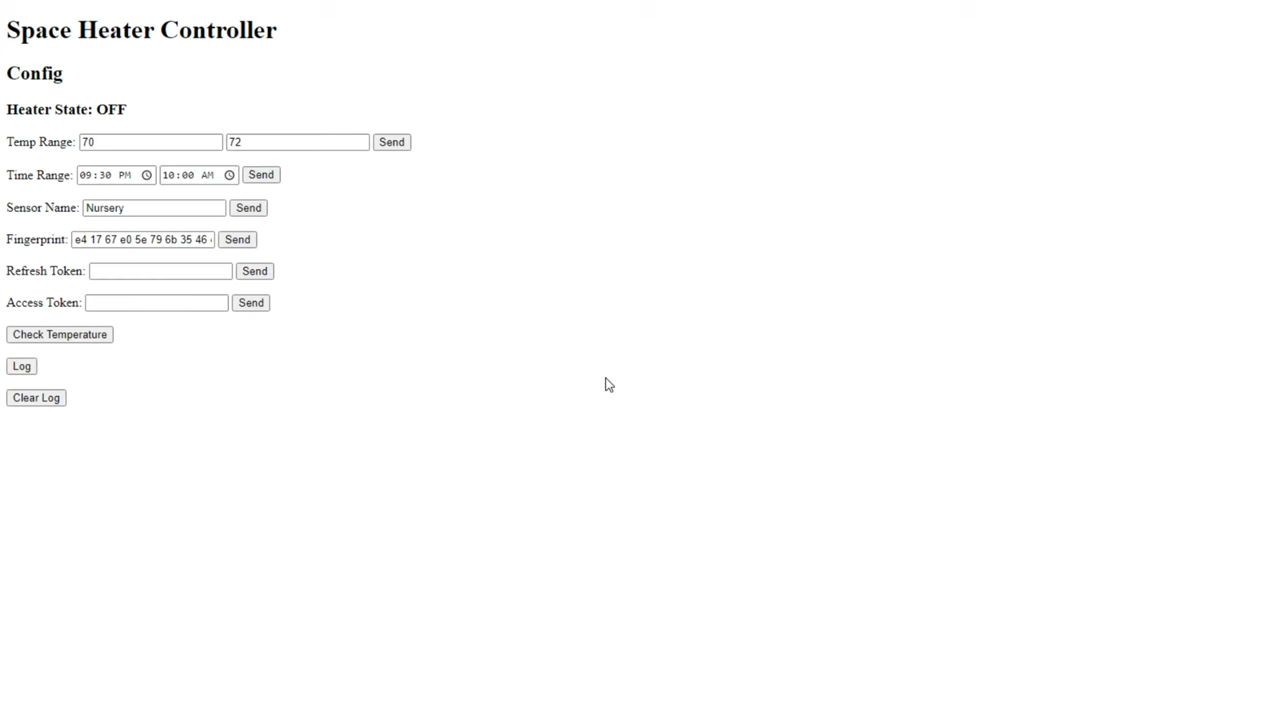 Space Heater Controller
Config
Heater State: OFF
Temp Range: 70 72 Send
Time Range: 09:30 PM 10:00 AM Send
Sensor Name: Nursery Send
Fingerprint: e4 17 67 e0 5e 79 6b 35 46 Send
Refresh Token: Send
Access Token: Send
Check Temperature
Log
Clear Log